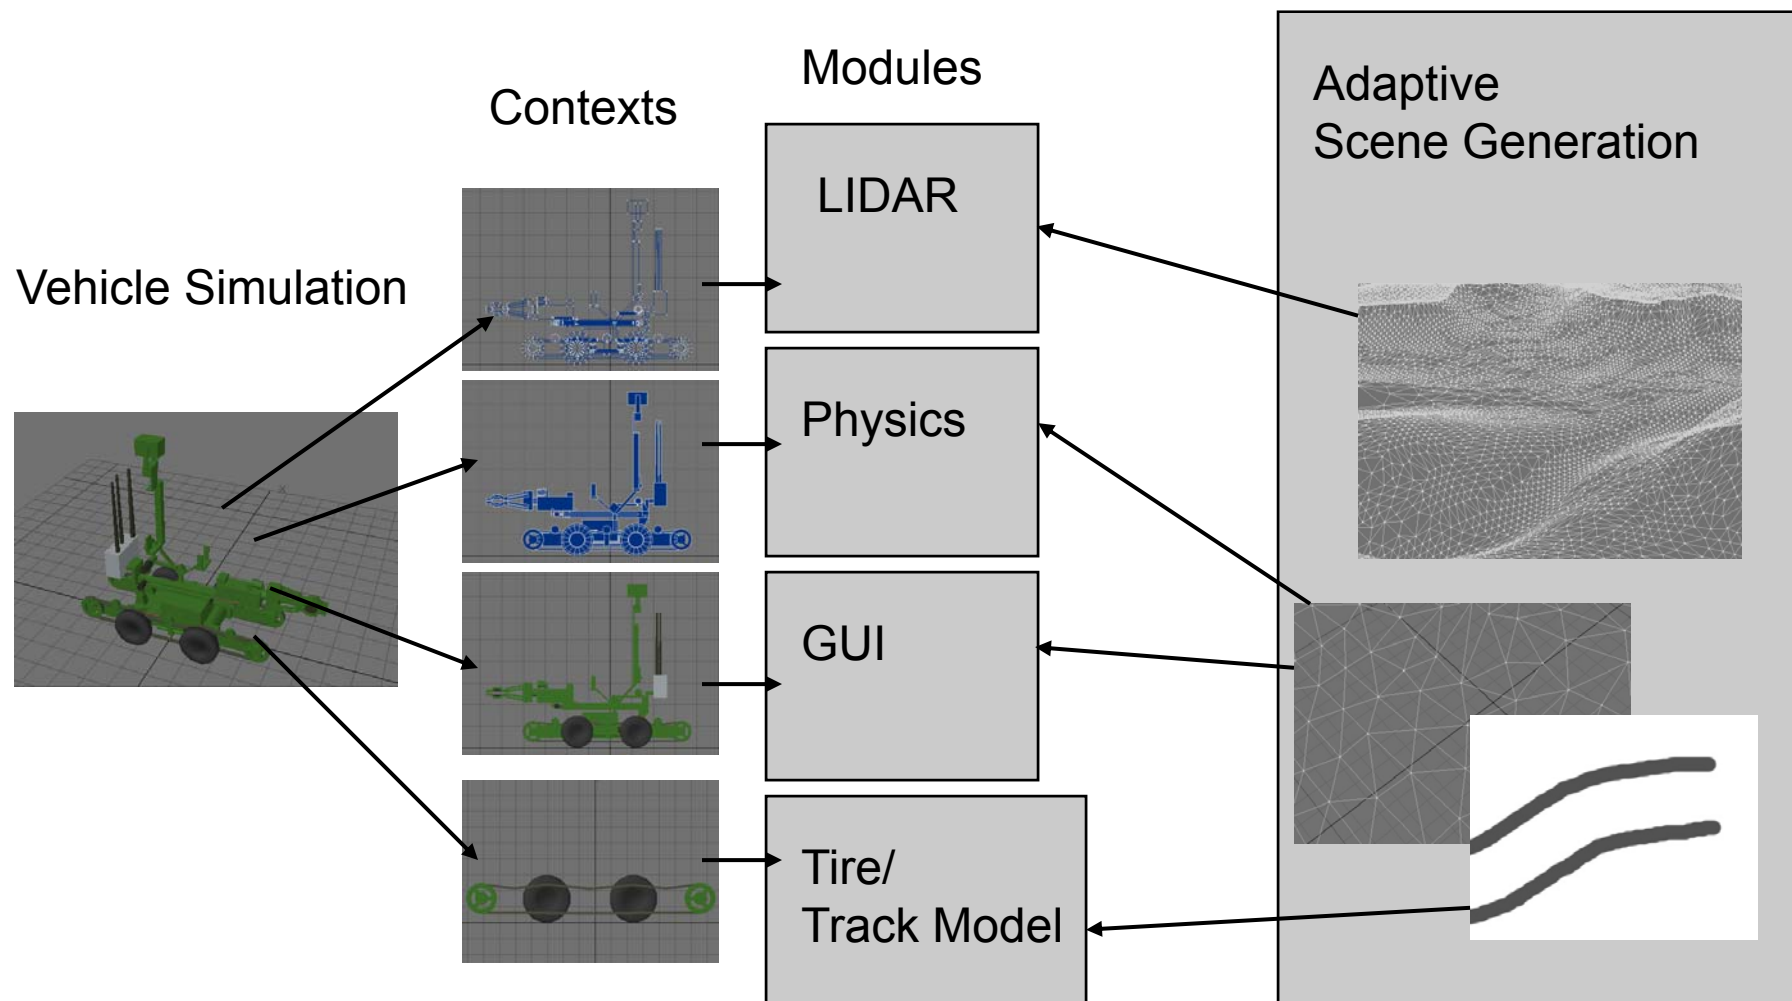 Vehicle Simulation
Contexts
Modules
LIDAR
Physics
GUI
Tire/
Track Model
Adaptive
Scene Generation